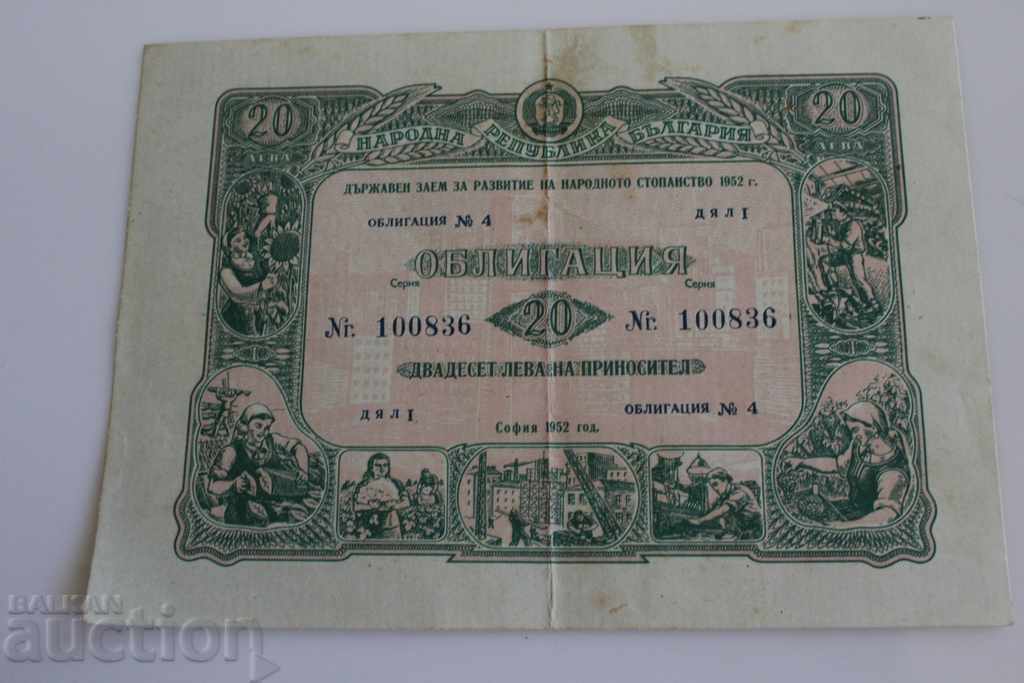 20 20
ЛЕВА ЛЕВА
НАРОДНА РЕПУБЛИКА БЪЛГАРИЯ
ДЪРЖАВЕН ЗАЕМ ЗА РАЗВИТИЕ НА НАРОДНОТО СТОПАНСТВО 1952 г.
ОБЛИГАЦИЯ № 4 ДЯЛ I
ОБЛИГАЦИЯ
Серия Серия
Nr. 100836 20 Nr. 100836
ДВАДЕСЕТ ЛЕВА НА ПРИНОСИТЕЛ
ДЯЛ I ОБЛИГАЦИЯ № 4
София 1952 год.
BALKAN
auction